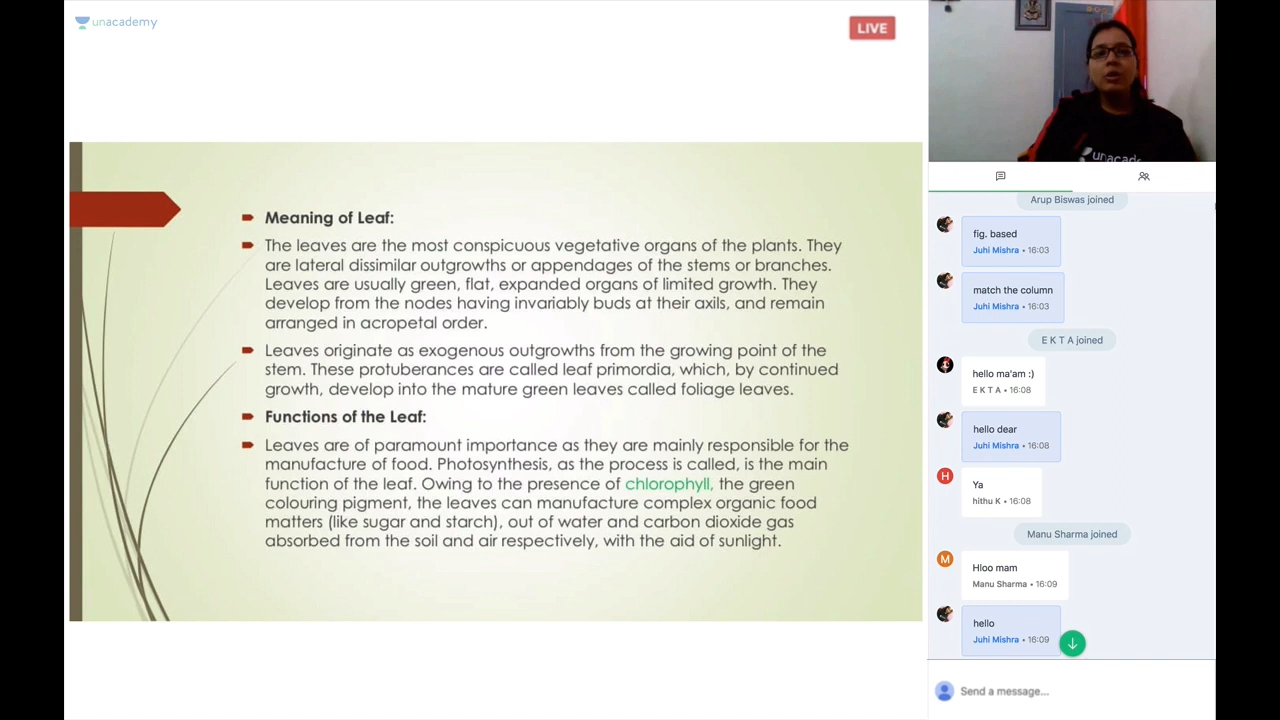 unacademy
LIVE
Meaning of Leaf:
The leaves are the most conspicuous vegetative organs of the plants. They
are lateral dissimilar outgrowths or appendages of the stems or branches.
Leaves are usually green, flat, expanded organs of limited growth. They
develop from the nodes having invariably buds at their axils, and remain
arranged in acropetal order.
Leaves originate as exogenous outgrowths from the growing point of the
stem. These protuberances are called leaf primordia, which, by continued
growth, develop into the mature green leaves called foliage leaves.
Functions of the Leaf:
Leaves are of paramount importance as they are mainly responsible for the
manufacture of food. Photosynthesis, as the process is called, is the main
function of the leaf. Owing to the presence of chlorophyll, the green
colouring pigment, the leaves can manufacture complex organic food
matters (like sugar and starch), out of water and carbon dioxide gas
absorbed from the soil and air respectively, with the aid of sunlight.
unacade
Arup Biswas joined
fig. based
Juhi Mishra • 16:03
match the column
Juhi Mishra • 16:03
E K T A joined
hello ma'am :)
E K T A • 16:08
hello dear
Juhi Mishra • 16:08
H
Ya
hithu K • 16:08
Manu Sharma joined
M
Hloo mam
Manu Sharma • 16:09
hello
Juhi Mishra • 16:09
Send a message...